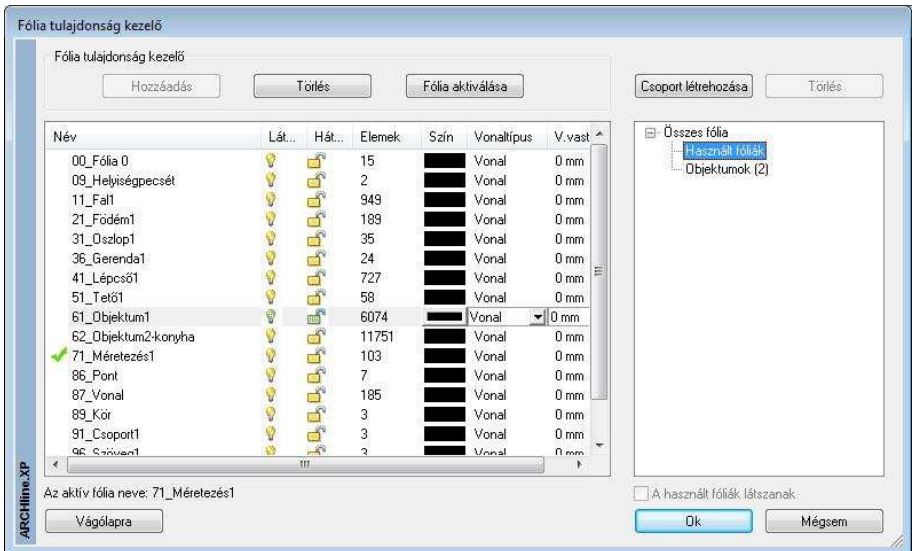 Fólia tulajdonság kezelő
Fólia tulajdonság kezelő
Hozzáadás Törlés Fólia aktiválása Csoport létrehozása Törlés
Név Lát... Hát... Elemek Szín Vonaltípus V.vast
00_Fólia 0 15 Vonal 0 mm
09_Helyiségpecsét 2 Vonal 0 mm
11_Fal1 949 Vonal 0 mm
21_Födém1 189 Vonal 0 mm
31_Oszlop1 35 Vonal 0 mm
36_Gerenda1 24 Vonal 0 mm
41_Lépcső1 727 Vonal 0 mm
51_Tető1 58 Vonal 0 mm
61_Objektum1 6074 Vonal 0 mm
62_Objektum2-konyha 11751 Vonal 0 mm
71_Méretezés1 103 Vonal 0 mm
86_Pont 7 Vonal 0 mm
87_Vonal 185 Vonal 0 mm
89_Kör 3 Vonal 0 mm
91_Csoport1 3 Vonal 0 mm
96_Szöveg1 3 Vonal 0 mm
Összes fólia
Használt fóliák
Objektumok (2)
Az aktív fólia neve: 71_Méretezés1
A használt fóliák látszanak
Vágólapra Ok Mégsem
ARCHline.XP